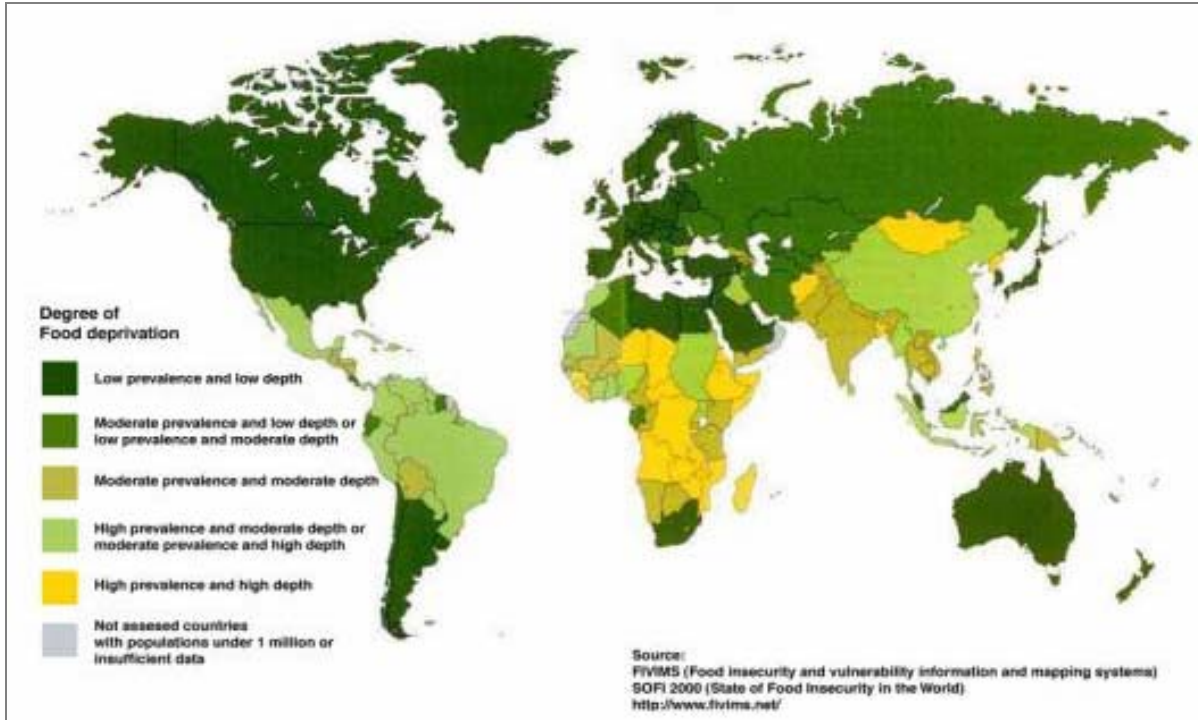 Degree of
Food deprivation
Low prevalence and low depth
Moderate prevalence and low depth or
low prevalence and moderate depth
Moderate prevalence and moderate depth
High prevalence and moderate depth or
moderate prevalence and high depth
High prevalence and high depth
Not assesed countries
with populations under 1 million or
insufficient data
Source:
FIVIMS (Food insecurity and vulnerability information and mapping systems)
SOFI 2000 (State of Food Insecurity in the World)
http://www.fivims.net/